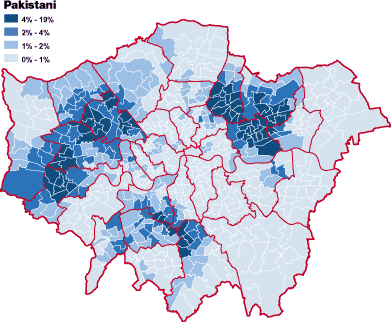 Pakistani
4% - 19%
2% - 4%
1% - 2%
0% - 1%